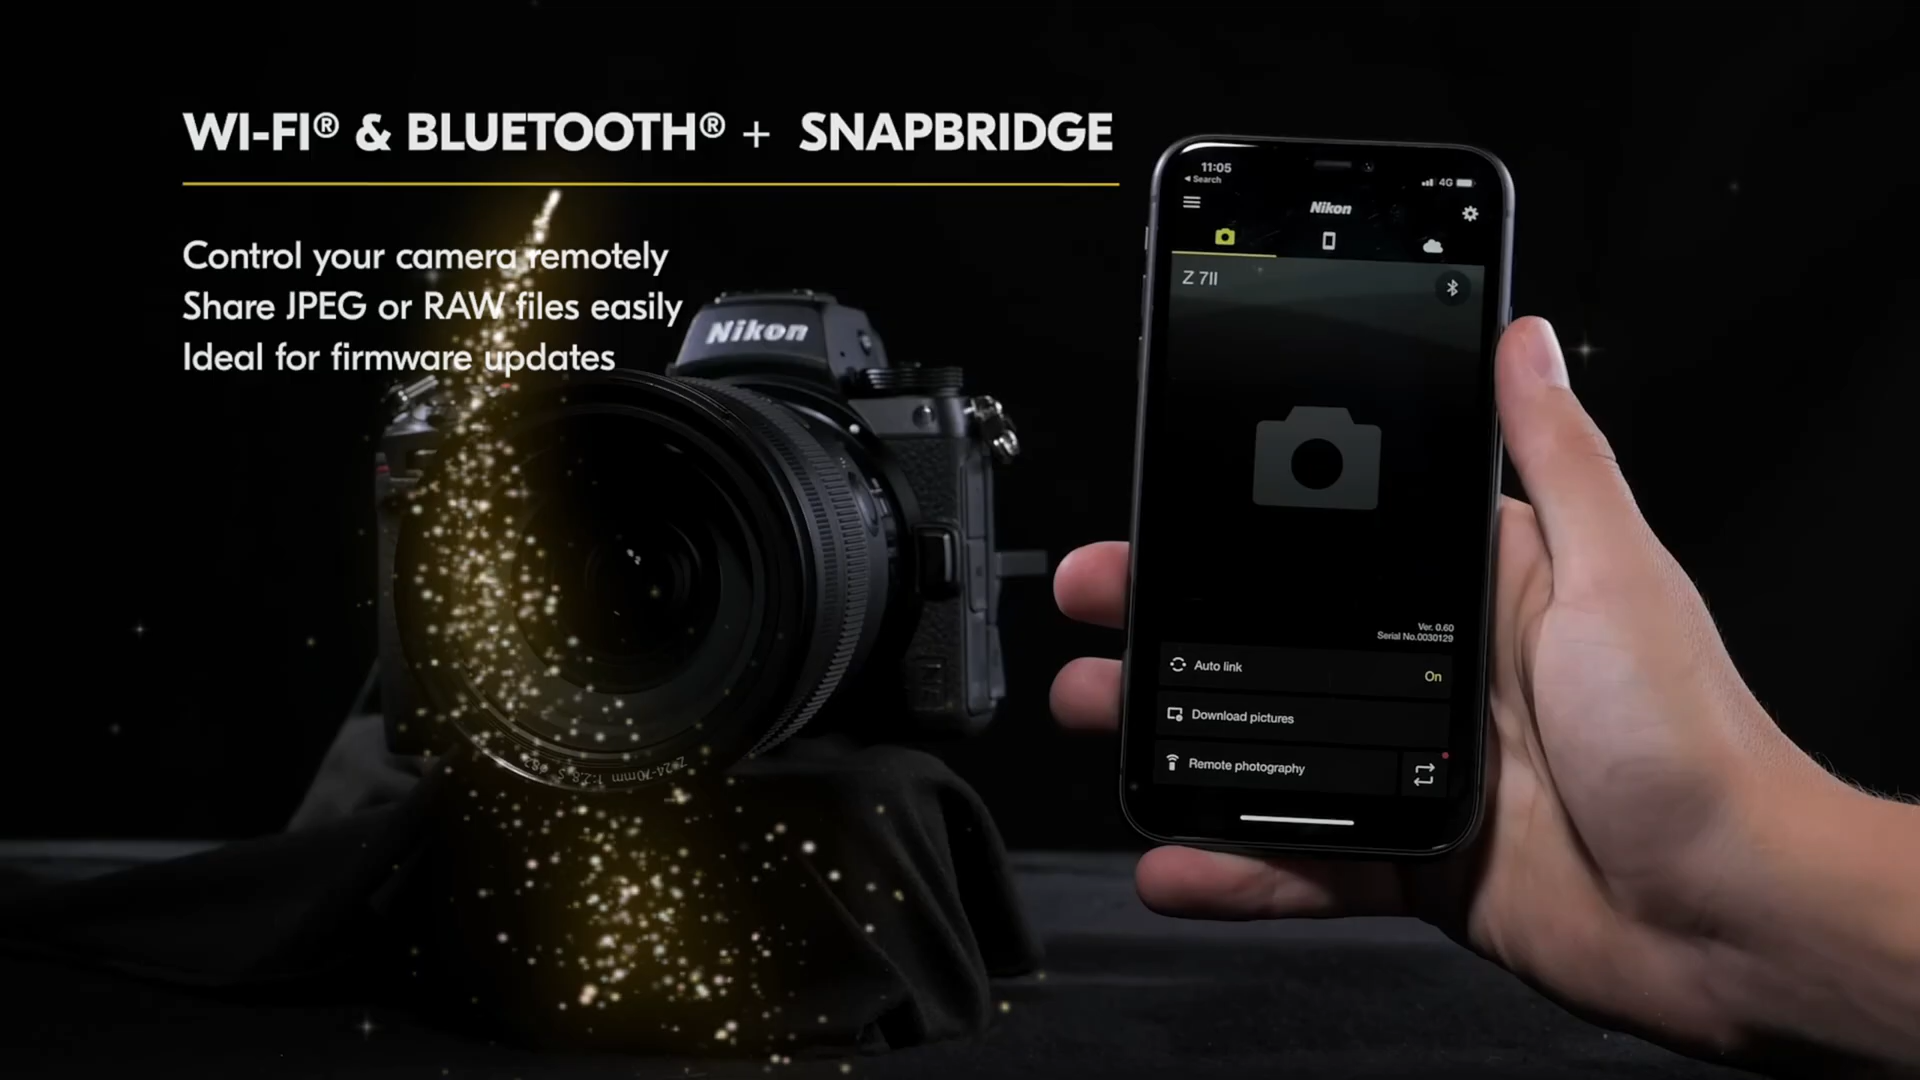 WI-FI® & BLUETOOTH® + SNAPBRIDGE
Control your camera remotely
Share JPEG or RAW files easily
Ideal for firmware updates
Nikon
Z 24-70mm 1:2.8 S ø82
11:05
Search
4G
Nikon
Z 7II
Ver. 0.60
Serial No.0030129
Auto link
On
Download pictures
Remote photography